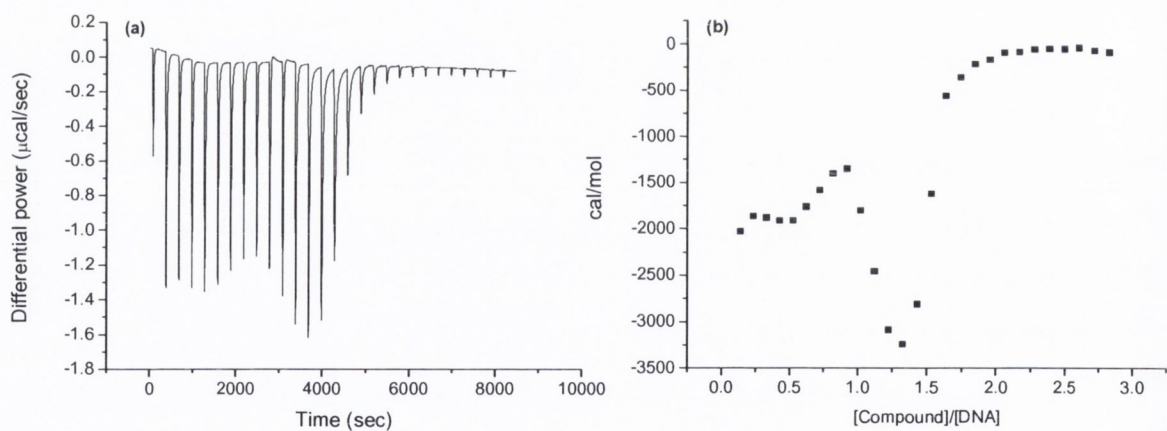 (a)
0.2
0.0
-0.2
-0.4
-0.6
-0.8
-1.0
-1.2
-1.4
-1.6
-1.8
Differential power (µcal/sec)
0 2000 4000 6000 8000 10000
Time (sec)
(b)
0
-500
-1000
-1500
-2000
-2500
-3000
-3500
cal/mol
0.0 0.5 1.0 1.5 2.0 2.5 3.0
[Compound]/[DNA]